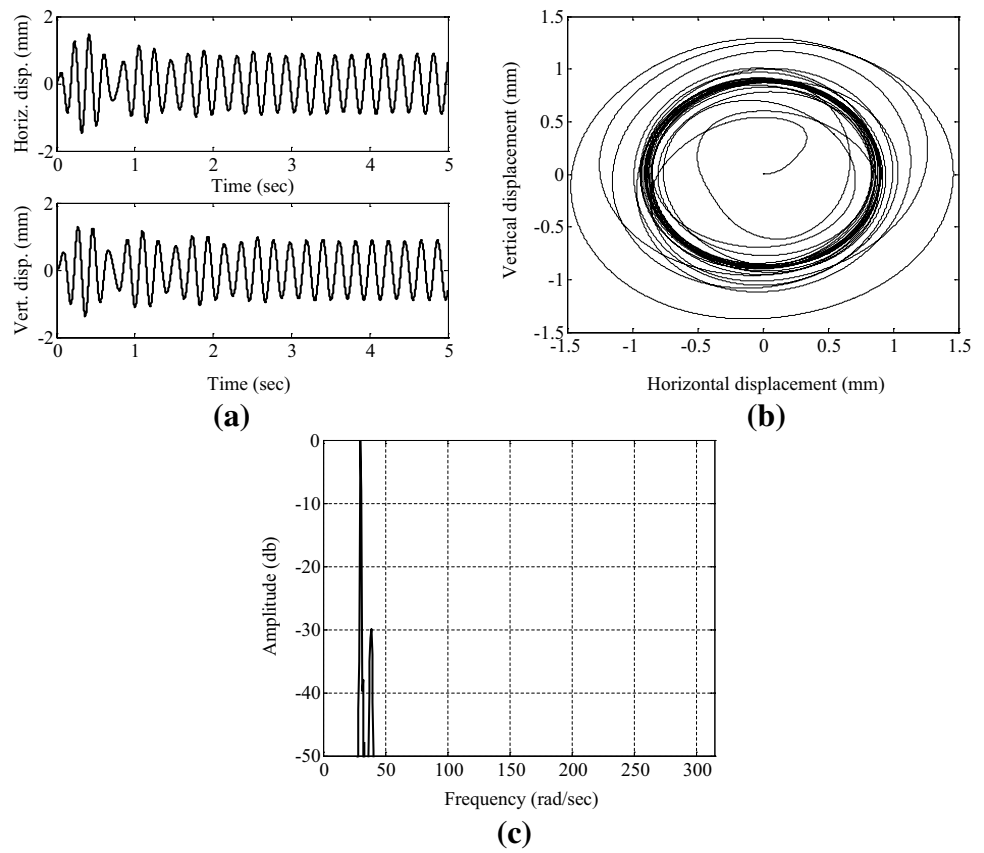 Horiz. disp. (mm)
2
0
-2
0 1 2 3 4 5
Time (sec)
Vert. disp. (mm)
2
0
-2
0 1 2 3 4 5
Time (sec)
(a)
Vertical displacement (mm)
1.5
1
0.5
0
-0.5
-1
-1.5
-1.5 -1 -0.5 0 0.5 1 1.5
Horizontal displacement (mm)
(b)
Amplitude (db)
0
-10
-20
-30
-40
-50
0 50 100 150 200 250 300
Frequency (rad/sec)
(c)